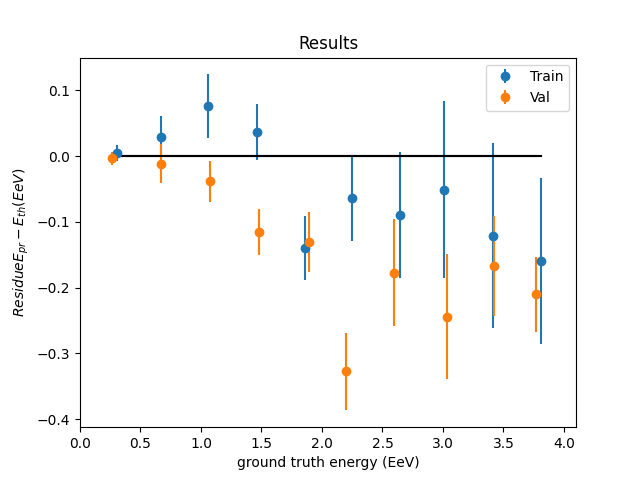 Results
Train
Val
0.1
0.0
−0.1
−0.2
−0.3
−0.4
ResidueE_{pr} − E_{th}(EeV)
0.0 0.5 1.0 1.5 2.0 2.5 3.0 3.5 4.0
ground truth energy (EeV)